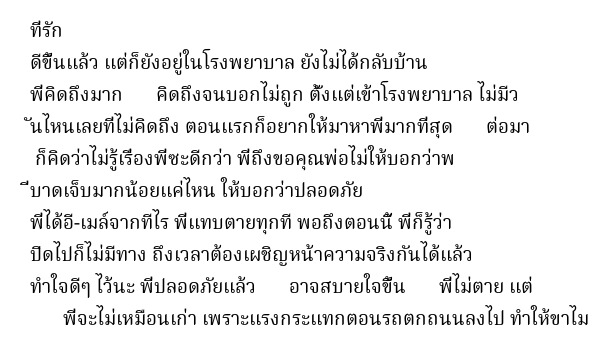 ที่รัก
ดีขึ้นแล้ว แต่ก็ยังอยู่ในโรงพยาบาล ยังไม่ได้กลับบ้าน
พี่คิดถึงมาก คิดถึงจนบอกไม่ถูก ตั้งแต่เข้าโรงพยาบาล ไม่มีว
ันไหนเลยที่ไม่คิดถึง ตอนแรกก็อยากให้มาหาพี่มากที่สุด ต่อมา
ก็คิดว่าไม่รู้เรื่องพี่ซะดีกว่า พี่ถึงขอคุณพ่อไม่ให้บอกว่าพ
ี่บาดเจ็บมากน้อยแค่ไหน ให้บอกว่าปลอดภัย
พี่ได้อี-เมล์จากทีไร พี่แทบตายทุกที พอถึงตอนนี้ พี่ก็รู้ว่า
ปิดไปก็ไม่มีทาง ถึงเวลาต้องเผชิญหน้าความจริงกันได้แล้ว
ทำใจดีๆ ไว้นะ พี่ปลอดภัยแล้ว อาจสบายใจขึ้น พี่ไม่ตาย แต่
พี่จะไม่เหมือนเก่า เพราะแรงกระแทกตอนรถตกถนนลงไป ทำให้ขาไม